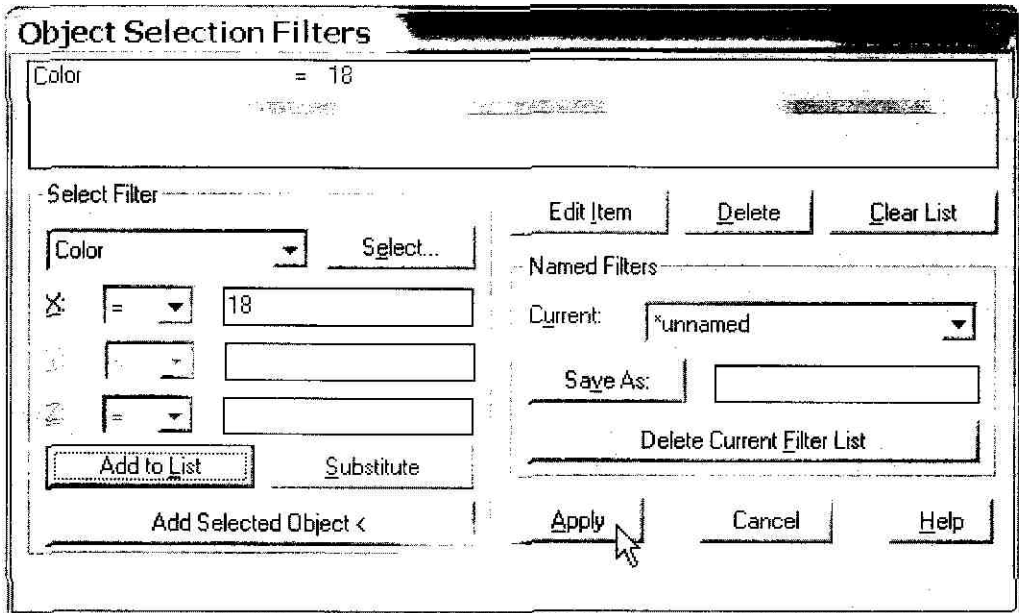 Object Selection Filters
Color = 18
Select Filter
Color
Select...
X: = 18
Y:
Z: =
Add to List
Substitute
Add Selected Object <
Edit Item
Delete
Clear List
Named Filters
Current: *unnamed
Save As:
Delete Current Filter List
Apply
Cancel
Help